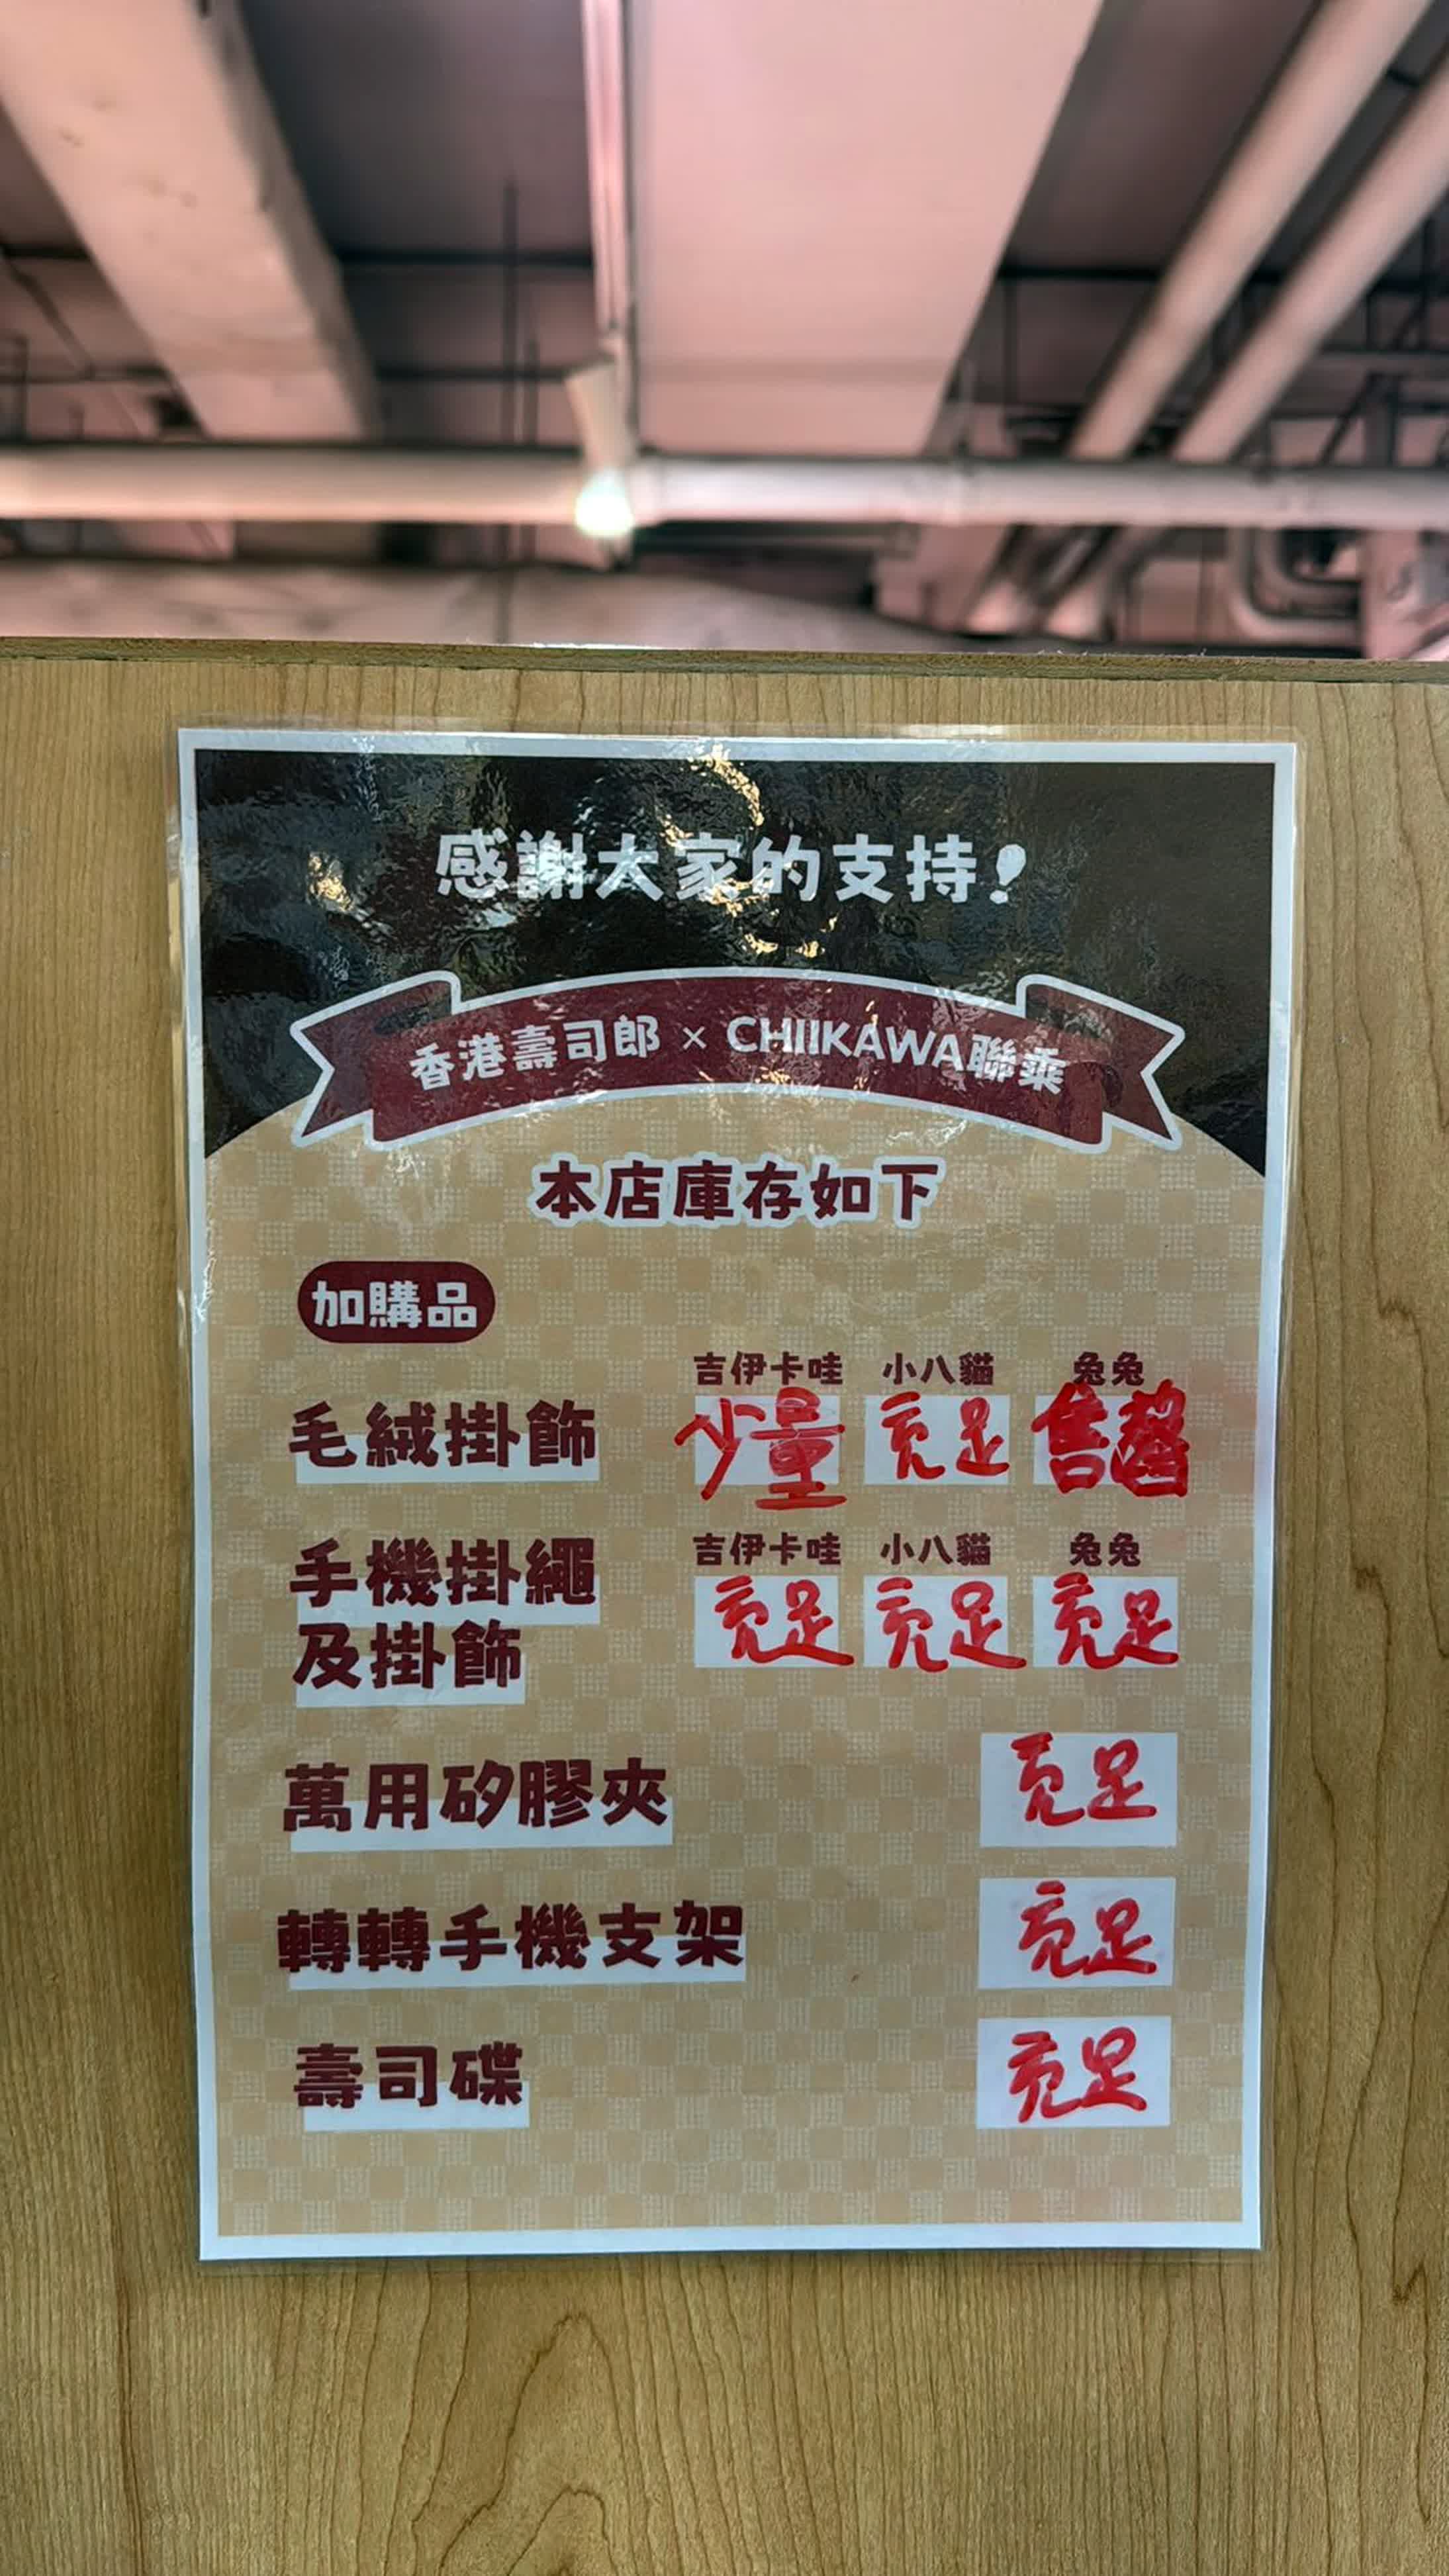 感謝大家的支持!
香港壽司郎 × CHIIKAWA聯乘
本店庫存如下
加購品
吉伊卡哇 小八貓 兔兔
毛絨掛飾 少量 充足 售罄
吉伊卡哇 小八貓 兔兔
手機掛繩 充足 充足 充足
及掛飾
萬用矽膠夾 充足
轉轉手機支架 充足
壽司碟 充足